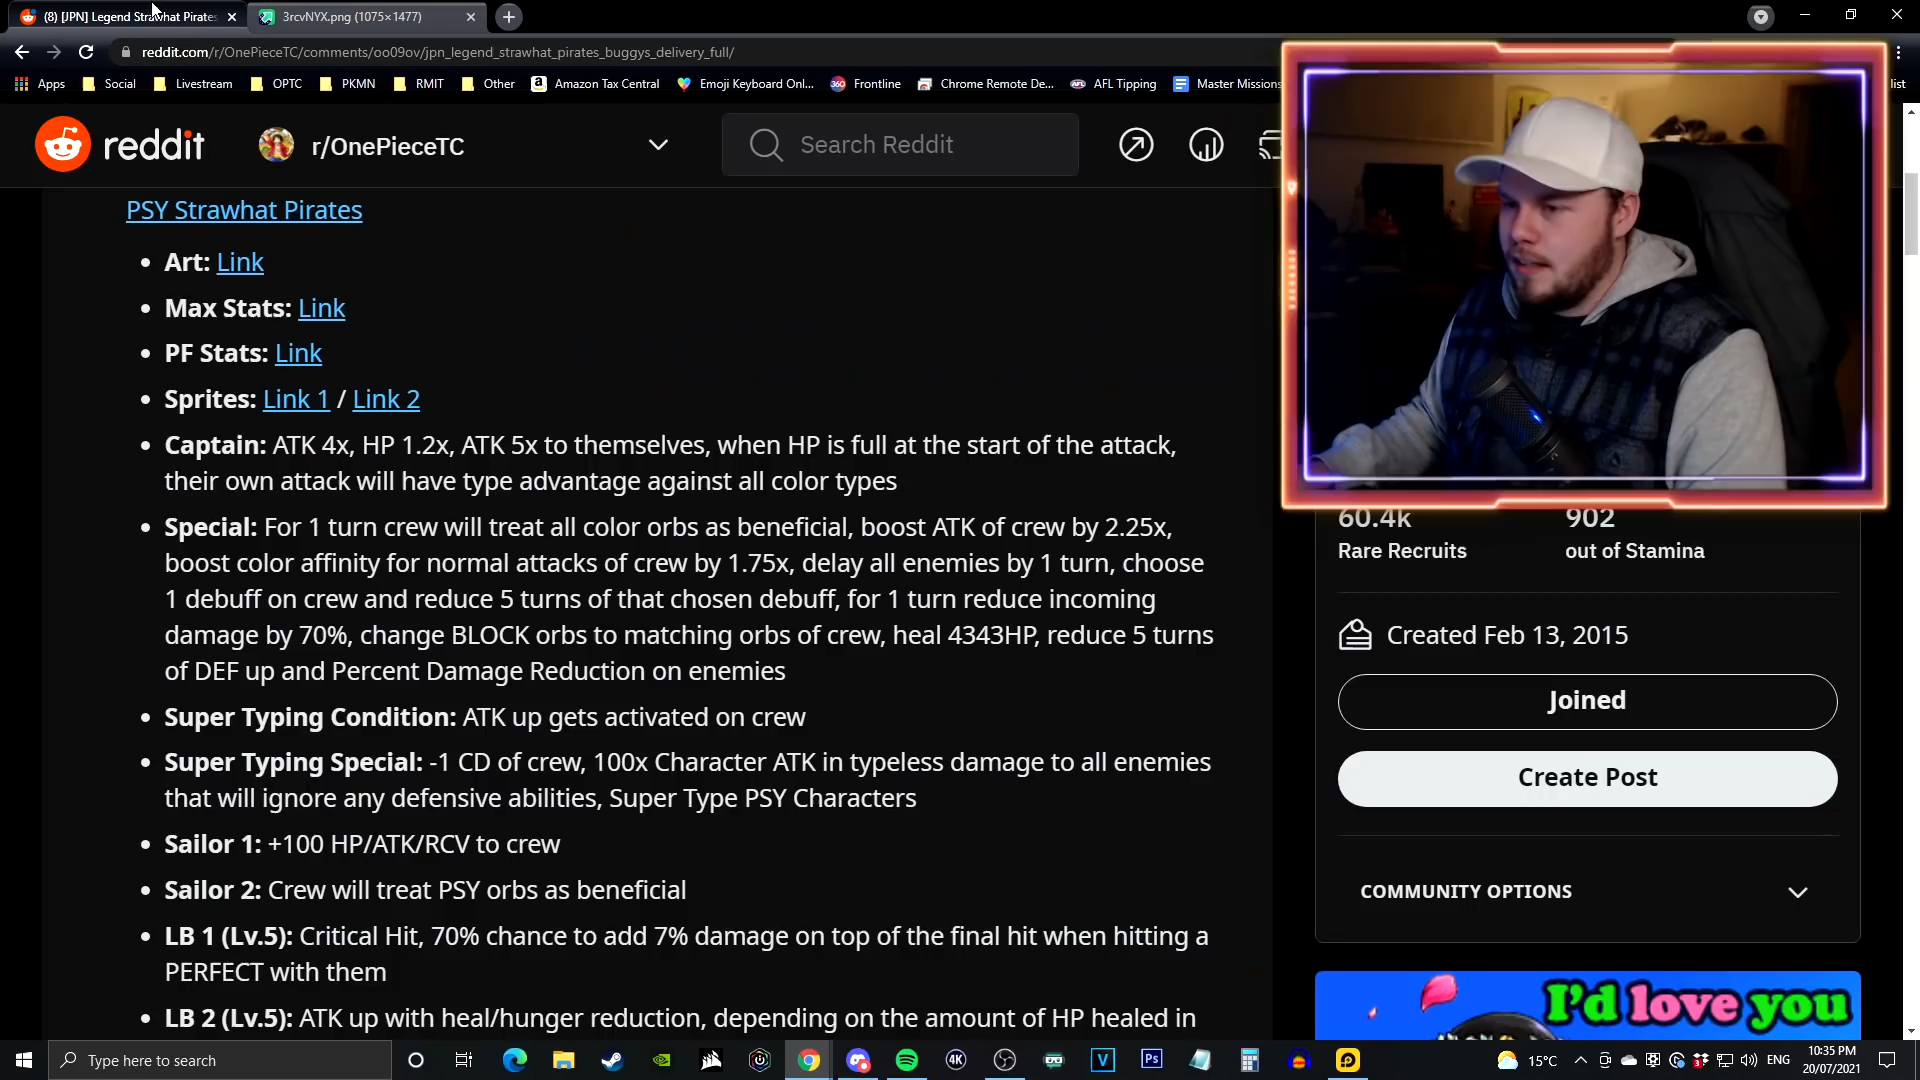 (8) [JPN] Legend Strawhat Pirates
3rcvNYX.png (1075×1477)
reddit.com/r/OnePieceTC/comments/oo09ov/jpn_legend_strawhat_pirates_buggys_delivery_full/
Apps Social Livestream OPTC PKMN RMIT Other Amazon Tax Central Emoji Keyboard Onl... Frontline Chrome Remote De... AFL Tipping Master Missions list
reddit r/OnePieceTC Search Reddit
PSY Strawhat Pirates
• Art: Link
• Max Stats: Link
• PF Stats: Link
• Sprites: Link 1 / Link 2
• Captain: ATK 4x, HP 1.2x, ATK 5x to themselves, when HP is full at the start of the attack,
their own attack will have type advantage against all color types
• Special: For 1 turn crew will treat all color orbs as beneficial, boost ATK of crew by 2.25x,
boost color affinity for normal attacks of crew by 1.75x, delay all enemies by 1 turn, choose
1 debuff on crew and reduce 5 turns of that chosen debuff, for 1 turn reduce incoming
damage by 70%, change BLOCK orbs to matching orbs of crew, heal 4343HP, reduce 5 turns
of DEF up and Percent Damage Reduction on enemies
• Super Typing Condition: ATK up gets activated on crew
• Super Typing Special: -1 CD of crew, 100x Character ATK in typeless damage to all enemies
that will ignore any defensive abilities, Super Type PSY Characters
• Sailor 1: +100 HP/ATK/RCV to crew
• Sailor 2: Crew will treat PSY orbs as beneficial
• LB 1 (Lv.5): Critical Hit, 70% chance to add 7% damage on top of the final hit when hitting a
PERFECT with them
• LB 2 (Lv.5): ATK up with heal/hunger reduction, depending on the amount of HP healed in
60.4k 902
Rare Recruits out of Stamina
Created Feb 13, 2015
Joined
Create Post
COMMUNITY OPTIONS
I'd love you
Type here to search
4K
V
Ps
15°C
ENG
10:35 PM
20/07/2021